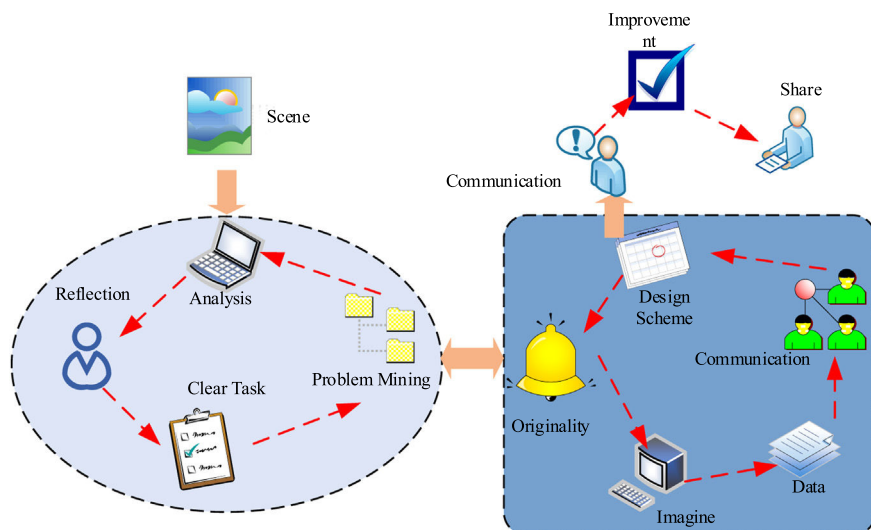 Improveme
nt
Share
Scene
Communication
Reflection
Analysis
Design
Scheme
Communication
Problem Mining
Clear Task
Originality
Data
Imagine